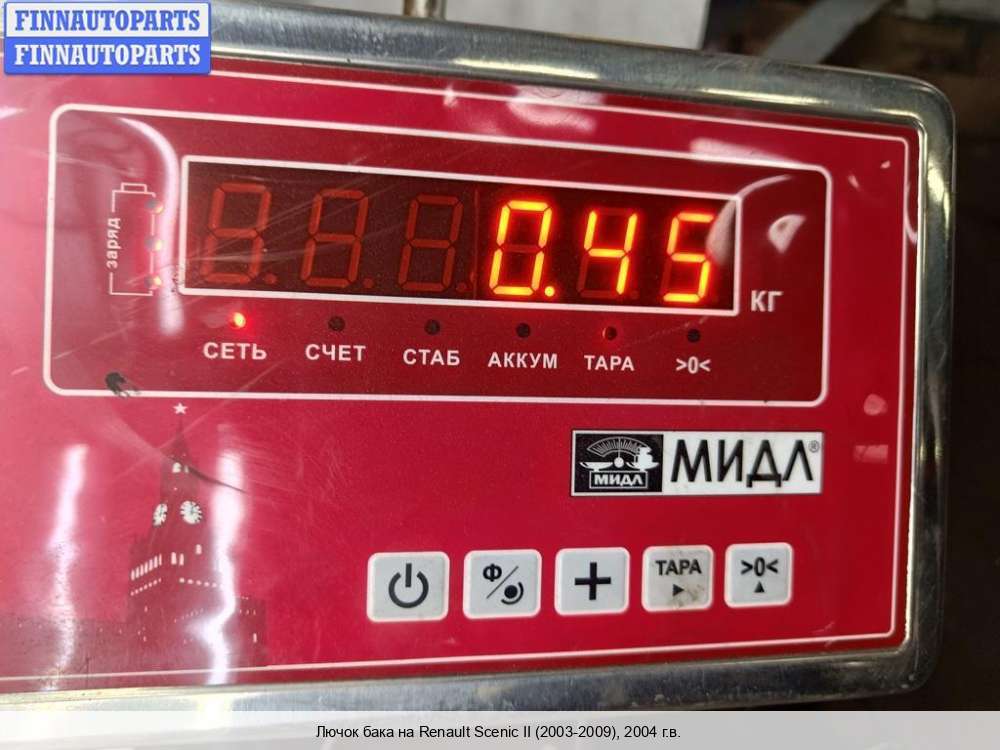 FINNAUTOPARTS
FINNAUTOPARTS
заряд
0.45
КГ
СЕТЬ СЧЕТ СТАБ АККУМ ТАРА >0<
МИДЛ МИДЛ®
Ф ТАРА >0<
Лючок бака на Renault Scenic II (2003-2009), 2004 г.в.